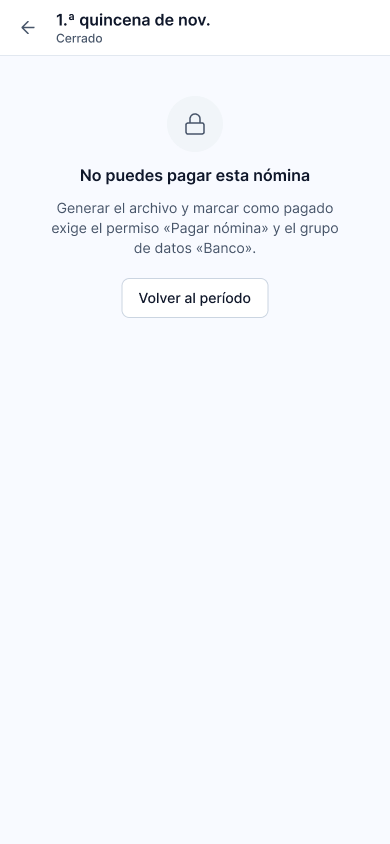 1.ª quincena de nov.
Cerrado
No puedes pagar esta nómina
Generar el archivo y marcar como pagado
exige el permiso «Pagar nómina» y el grupo
de datos «Banco».
Volver al período